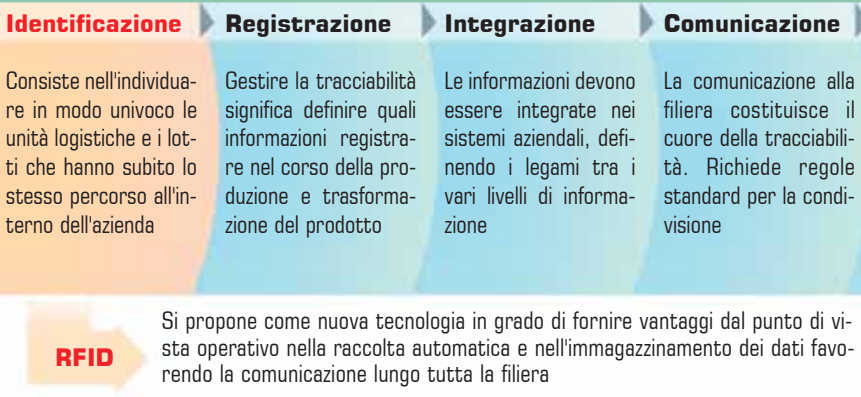 Identificazione
Consiste nell'individua-
re in modo univoco le
unità logistiche e i lot-
ti che hanno subito lo
stesso percorso all'in-
terno dell'azienda
Registrazione
Gestire la tracciabilità
significa definire quali
informazioni registra-
re nel corso della pro-
duzione e trasforma-
zione del prodotto
Integrazione
Le informazioni devono
essere integrate nei
sistemi aziendali, defi-
nendo i legami tra i
vari livelli di informa-
zione
Comunicazione
La comunicazione alla
filiera costituisce il
cuore della tracciabili-
tà. Richiede regole
standard per la condi-
visione
RFID
Si propone come nuova tecnologia in grado di fornire vantaggi dal punto di vi-
sta operativo nella raccolta automatica e nell'immagazzinamento dei dati favo-
rendo la comunicazione lungo tutta la filiera